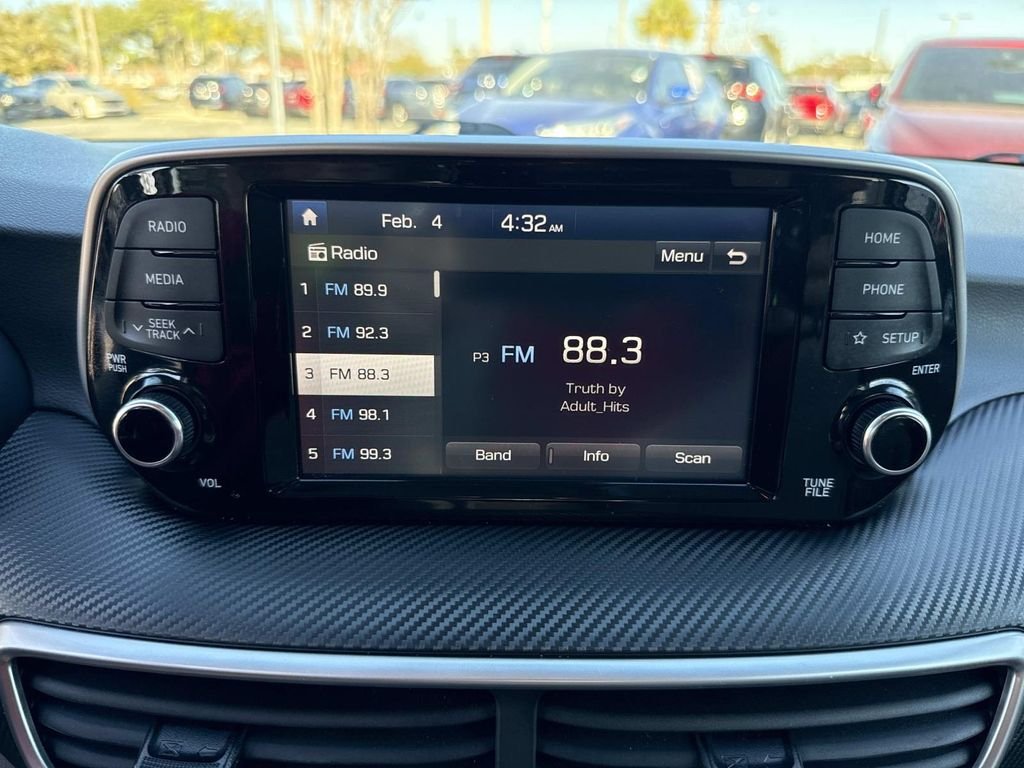 RADIO
MEDIA
SEEK
TRACK
PWR
PUSH
VOL
Feb. 4 4:32 AM
Radio Menu
1 FM 89.9
2 FM 92.3
3 FM 88.3
4 FM 98.1
5 FM 99.3
P3 FM 88.3
Truth by
Adult_Hits
Band Info Scan
HOME
PHONE
SETUP
ENTER
TUNE
FILE